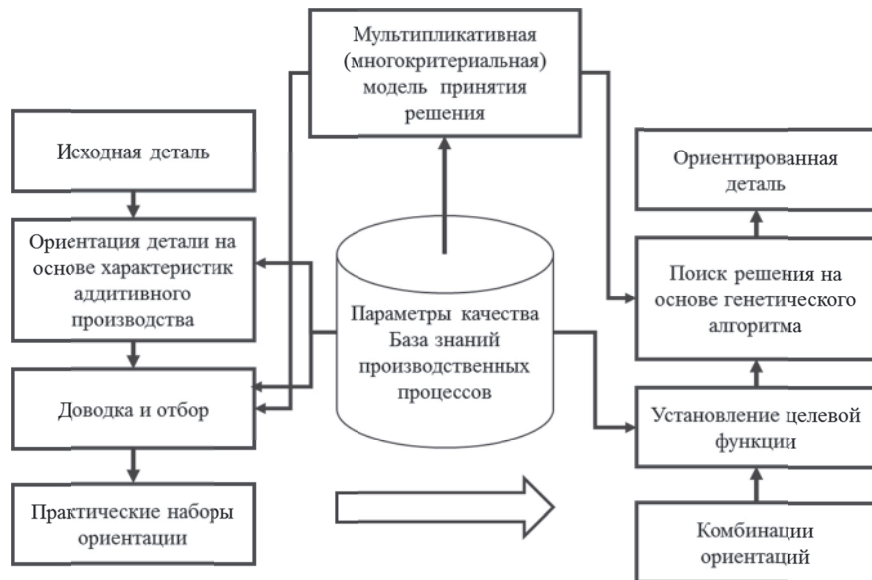 Мультипликативная
(многокритериальная)
модель принятия
решения
Исходная деталь
Ориентация детали на
основе характеристик
аддитивного
производства
Доводка и отбор
Практические наборы
ориентации
Параметры качества
База знаний
производственных
процессов
Ориентированная
деталь
Поиск решения на
основе генетического
алгоритма
Установление целевой
функции
Комбинации
ориентаций